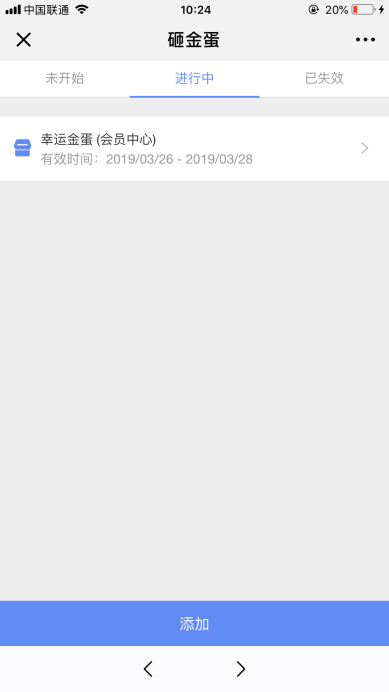 中国联通
10:24
20%
砸金蛋
未开始
进行中
已失效
幸运金蛋 (会员中心)
有效时间：2019/03/26 - 2019/03/28
添加